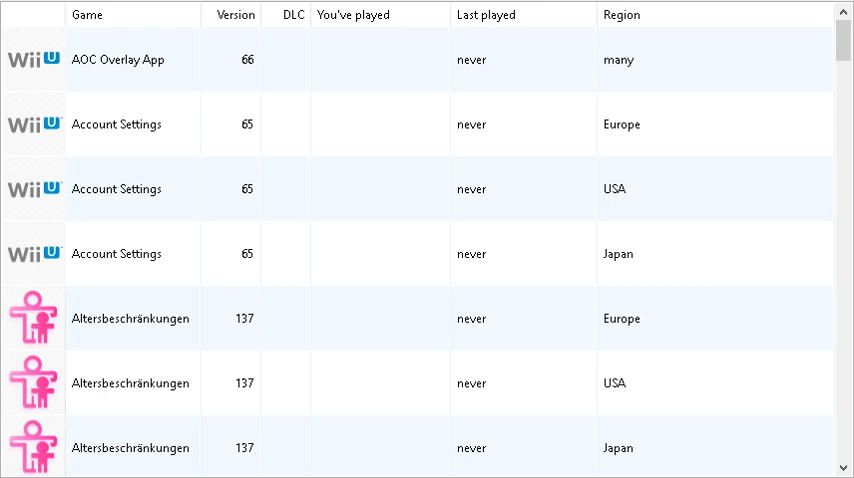 Game Version DLC You've played Last played Region
Wii U AOC Overlay App 66 never many
Wii U Account Settings 65 never Europe
Wii U Account Settings 65 never USA
Wii U Account Settings 65 never Japan
Altersbeschränkungen 137 never Europe
Altersbeschränkungen 137 never USA
Altersbeschränkungen 137 never Japan